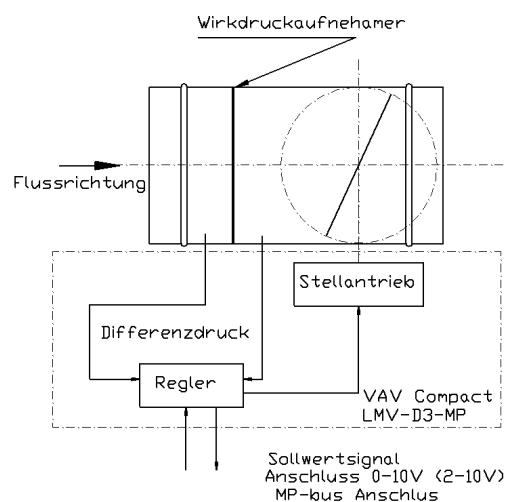 Wirkdruckaufnehamer
Flussrichtung
Stellantrieb
Differenzdruck
Regler
VAV Compact
LMV-D3-MP
Sollwertsignal
Anschluss 0-10V (2-10V)
MP-bus Anschlus